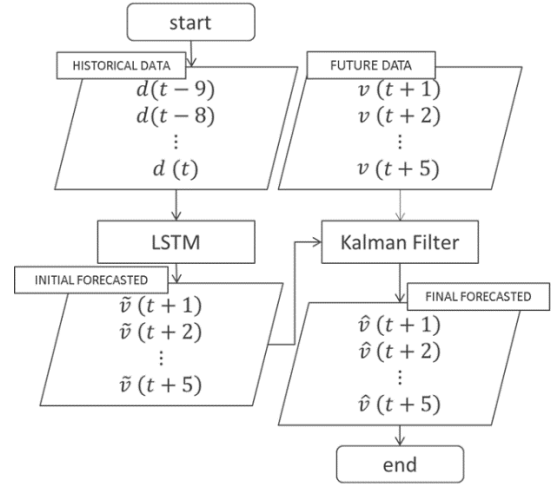 start
HISTORICAL DATA
d(t − 9)
d(t − 8)
⋮
d (t)
LSTM
INITIAL FORECASTED
ṽ (t + 1)
ṽ (t + 2)
⋮
ṽ (t + 5)
FUTURE DATA
v (t + 1)
v (t + 2)
⋮
v (t + 5)
Kalman Filter
FINAL FORECASTED
v̂ (t + 1)
v̂ (t + 2)
⋮
v̂ (t + 5)
end